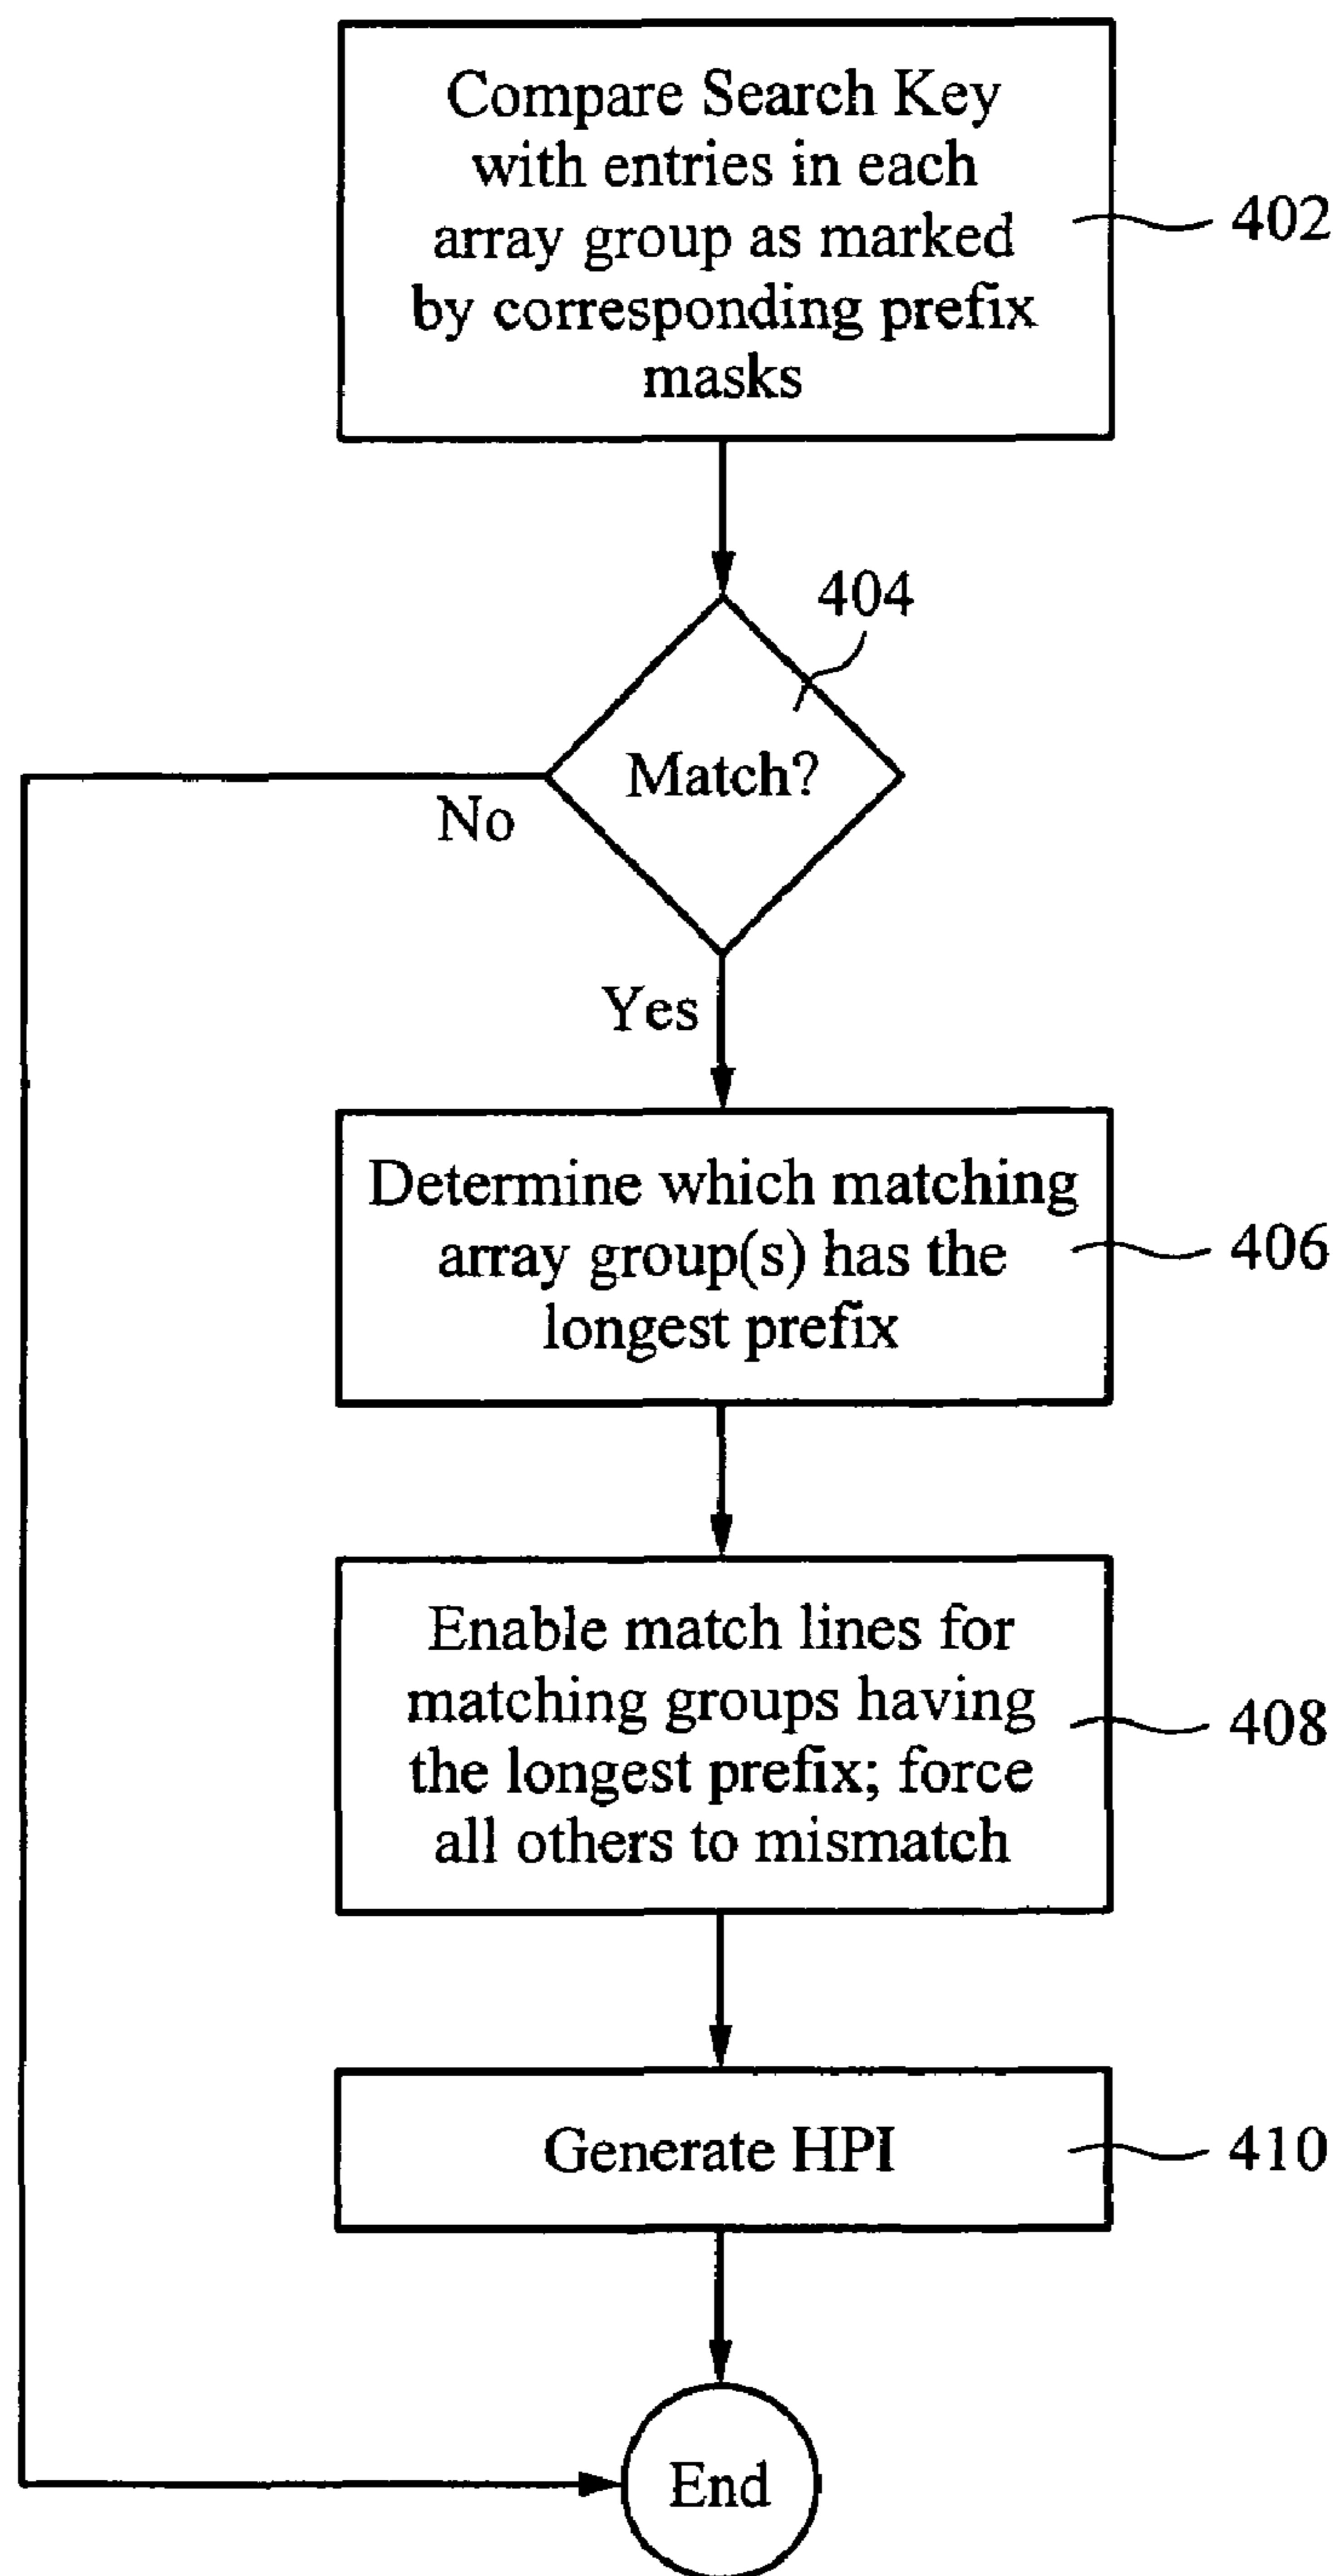 Compare Search Key
with entries in each
array group as marked
by corresponding prefix
masks
402
404
Match?
No
Yes
Determine which matching
array group(s) has the
longest prefix
406
Enable match lines for
matching groups having
the longest prefix; force
all others to mismatch
408
Generate HPI
410
End